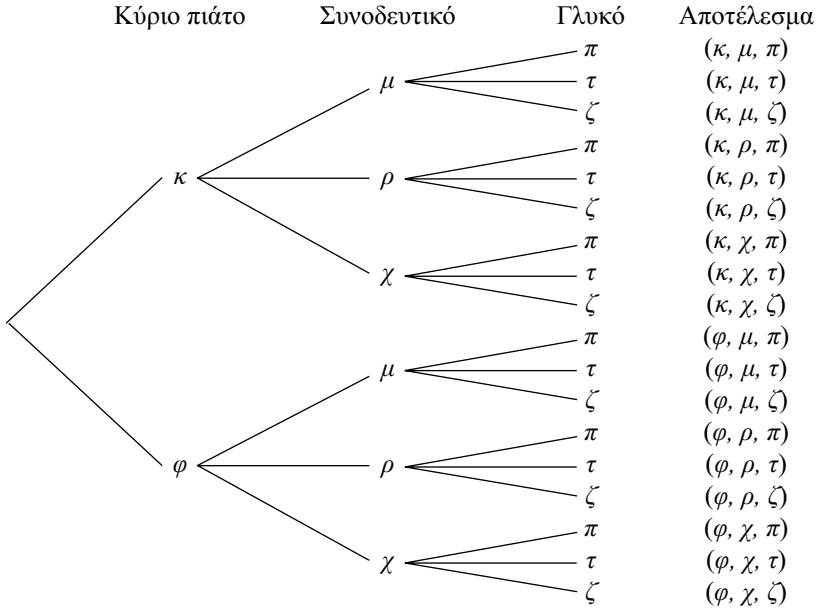 Κύριο πιάτο Συνοδευτικό Γλυκό Αποτέλεσμα
π (κ, μ, π)
μ τ (κ, μ, τ)
ζ (κ, μ, ζ)
π (κ, ρ, π)
κ ρ τ (κ, ρ, τ)
ζ (κ, ρ, ζ)
π (κ, χ, π)
χ τ (κ, χ, τ)
ζ (κ, χ, ζ)
π (φ, μ, π)
μ τ (φ, μ, τ)
ζ (φ, μ, ζ)
π (φ, ρ, π)
φ ρ τ (φ, ρ, τ)
ζ (φ, ρ, ζ)
π (φ, χ, π)
χ τ (φ, χ, τ)
ζ (φ, χ, ζ)